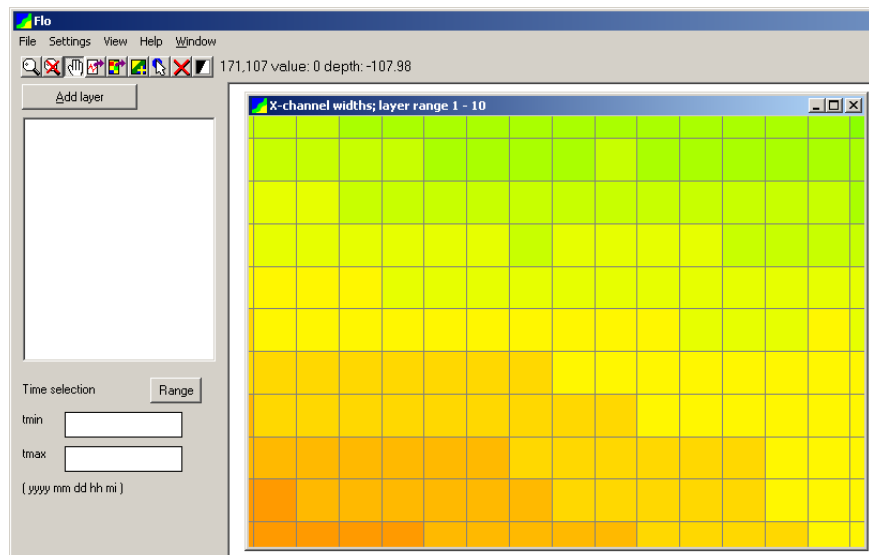 Flo
File Settings View Help Window
171,107 value: 0 depth: -107.98
Add layer
X-channel widths; layer range 1 - 10
Time selection
Range
tmin
tmax
( yyyy mm dd hh mi )